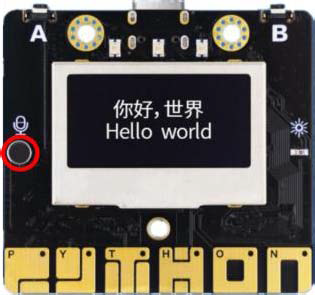 A B
你好，世界
Hello world
P Y T H O N